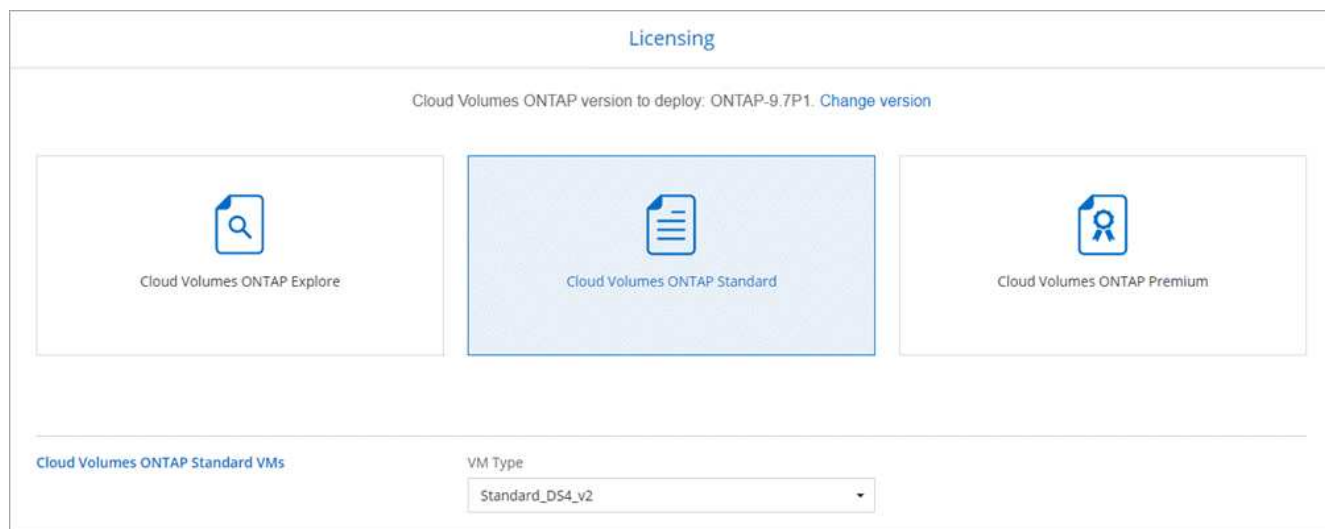 Licensing
Cloud Volumes ONTAP version to deploy: ONTAP-9.7P1. Change version
Cloud Volumes ONTAP Explore
Cloud Volumes ONTAP Standard
Cloud Volumes ONTAP Premium
Cloud Volumes ONTAP Standard VMs
VM Type
Standard_DS4_v2